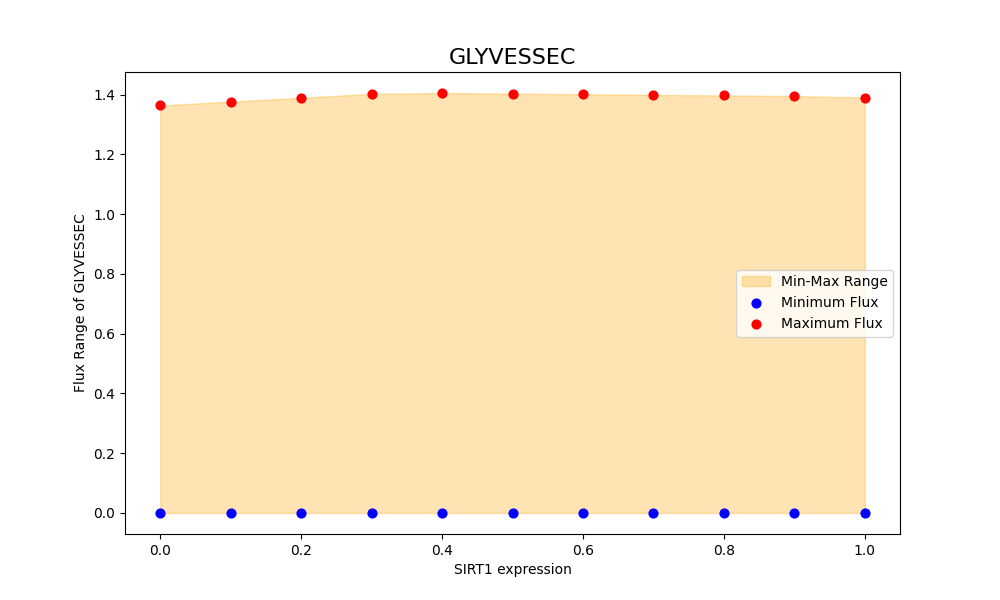 GLYVESSEC
Flux Range of GLYVESSEC
1.4
1.2
1.0
0.8
0.6
0.4
0.2
0.0
Min-Max Range
Minimum Flux
Maximum Flux
0.0 0.2 0.4 0.6 0.8 1.0
SIRT1 expression